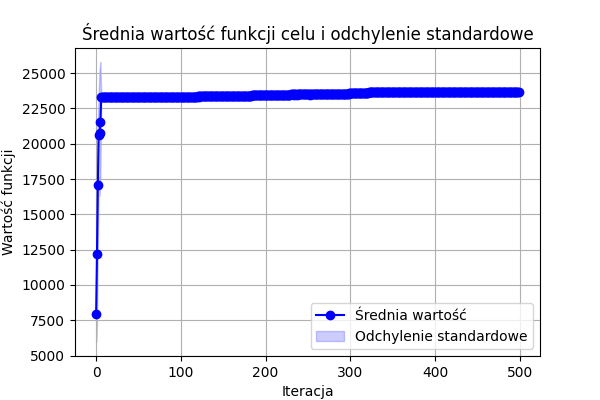 Średnia wartość funkcji celu i odchylenie standardowe
25000
22500
20000
17500
15000
12500
10000
7500
5000
Wartość funkcji
0 100 200 300 400 500
Iteracja
Średnia wartość
Odchylenie standardowe